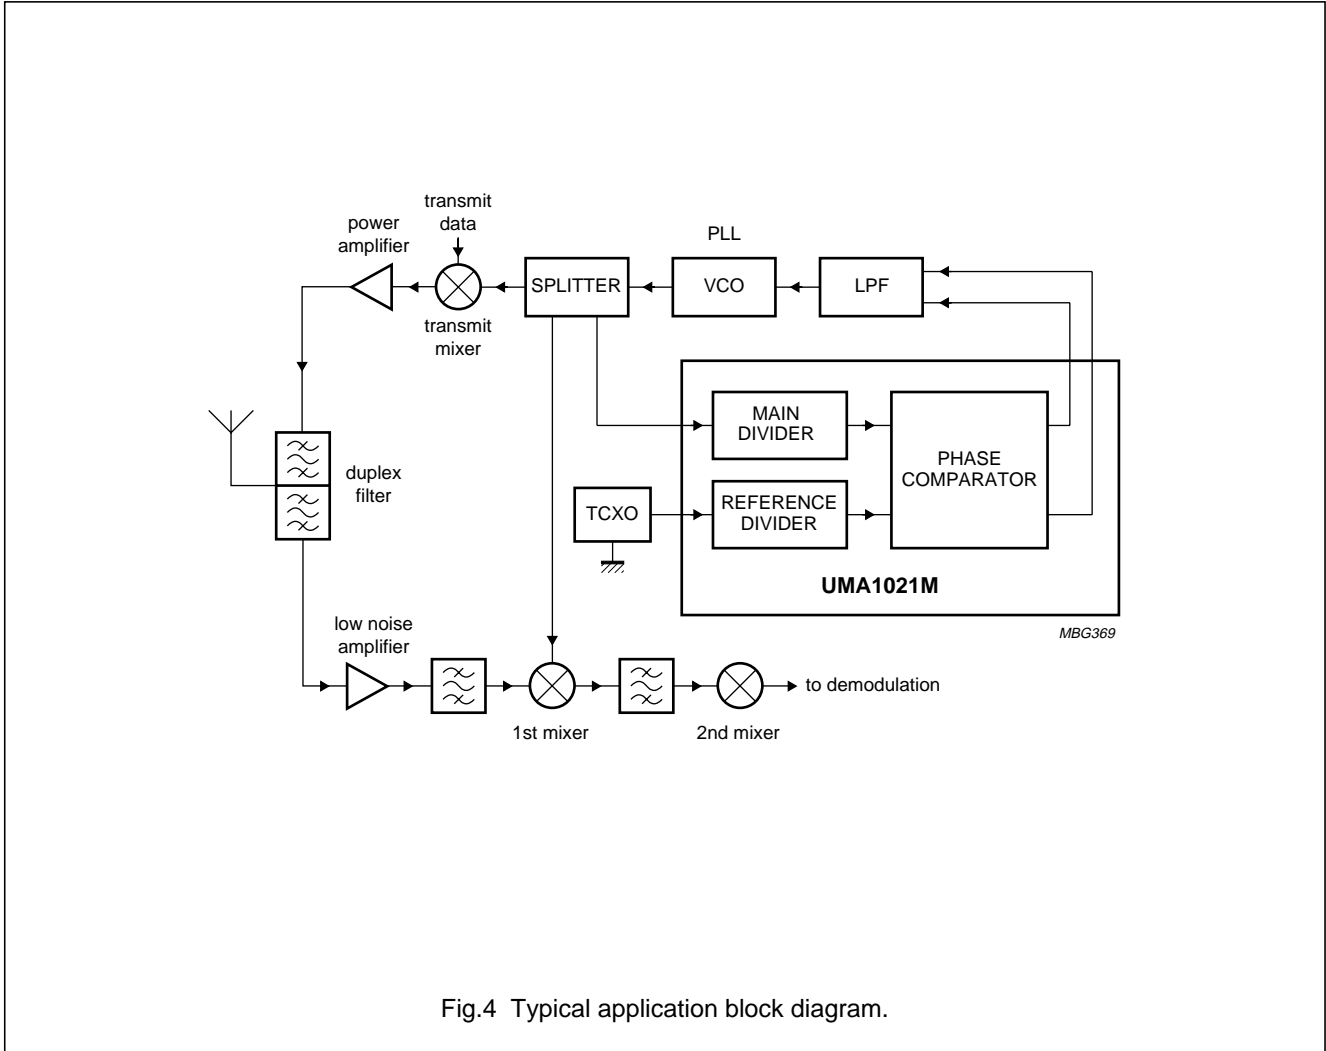 transmit
data
power
amplifier
PLL
SPLITTER
VCO
LPF
transmit
mixer
MAIN
DIVIDER
PHASE
COMPARATOR
duplex
filter
TCXO
REFERENCE
DIVIDER
UMA1021M
MBG369
low noise
amplifier
to demodulation
1st mixer
2nd mixer
Fig.4 Typical application block diagram.